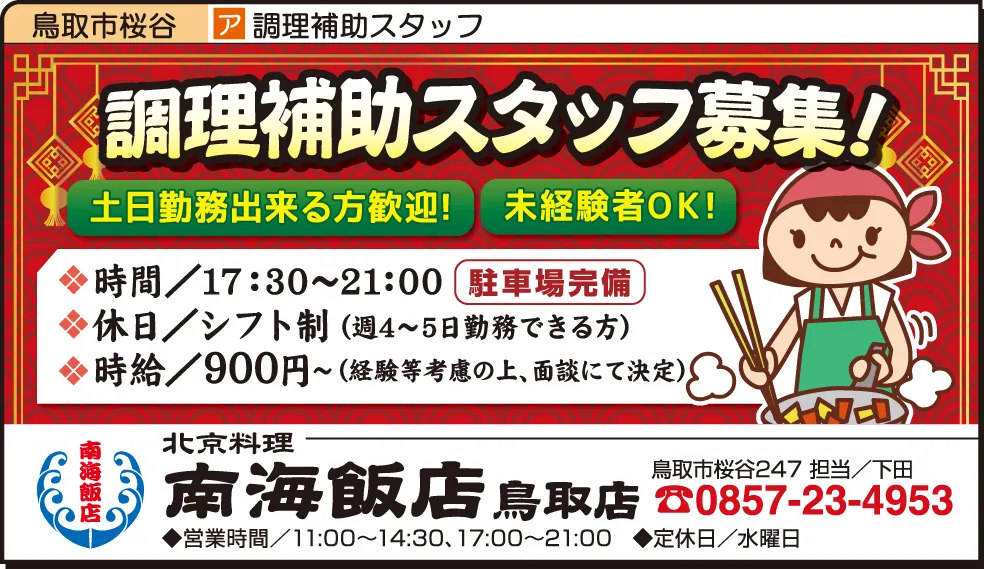 鳥取市桜谷 ア 調理補助スタッフ
調理補助スタッフ募集!
土日勤務出来る方歓迎! 未経験者OK!
❖時間／17:30～21:00 駐車場完備
❖休日／シフト制（週4～5日勤務できる方）
❖時給／900円～（経験等考慮の上、面談にて決定）
南海飯店
北京料理
南海飯店 鳥取店
鳥取市桜谷247 担当／下田
☎0857-23-4953
◆営業時間／11:00～14:30、17:00～21:00 ◆定休日／水曜日